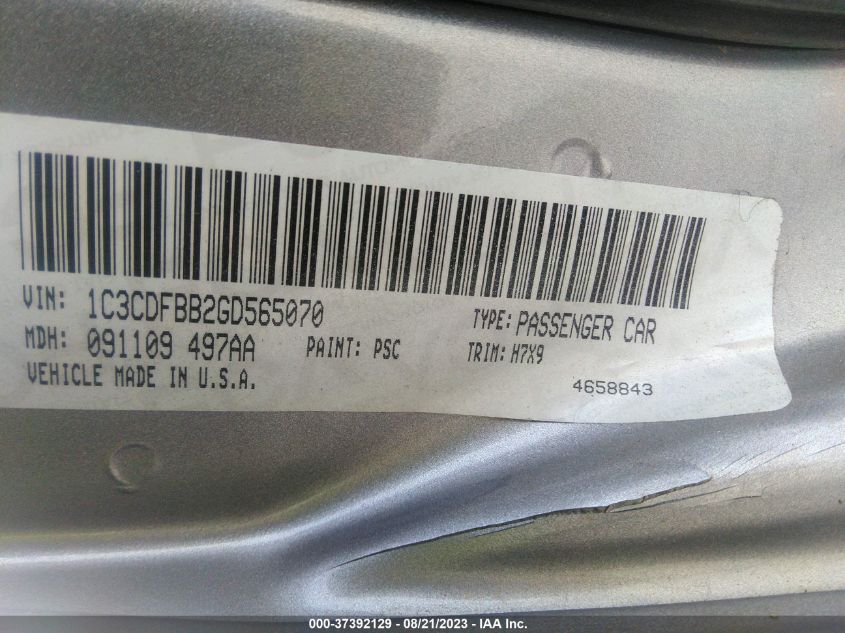 VIN: 1C3CDFBB2GD565070 TYPE: PASSENGER CAR
MDH: 091109 497AA PAINT: PSC TRIM: H7X9
VEHICLE MADE IN U.S.A. 4658843
000-37392129 - 08/21/2023 - IAA Inc.